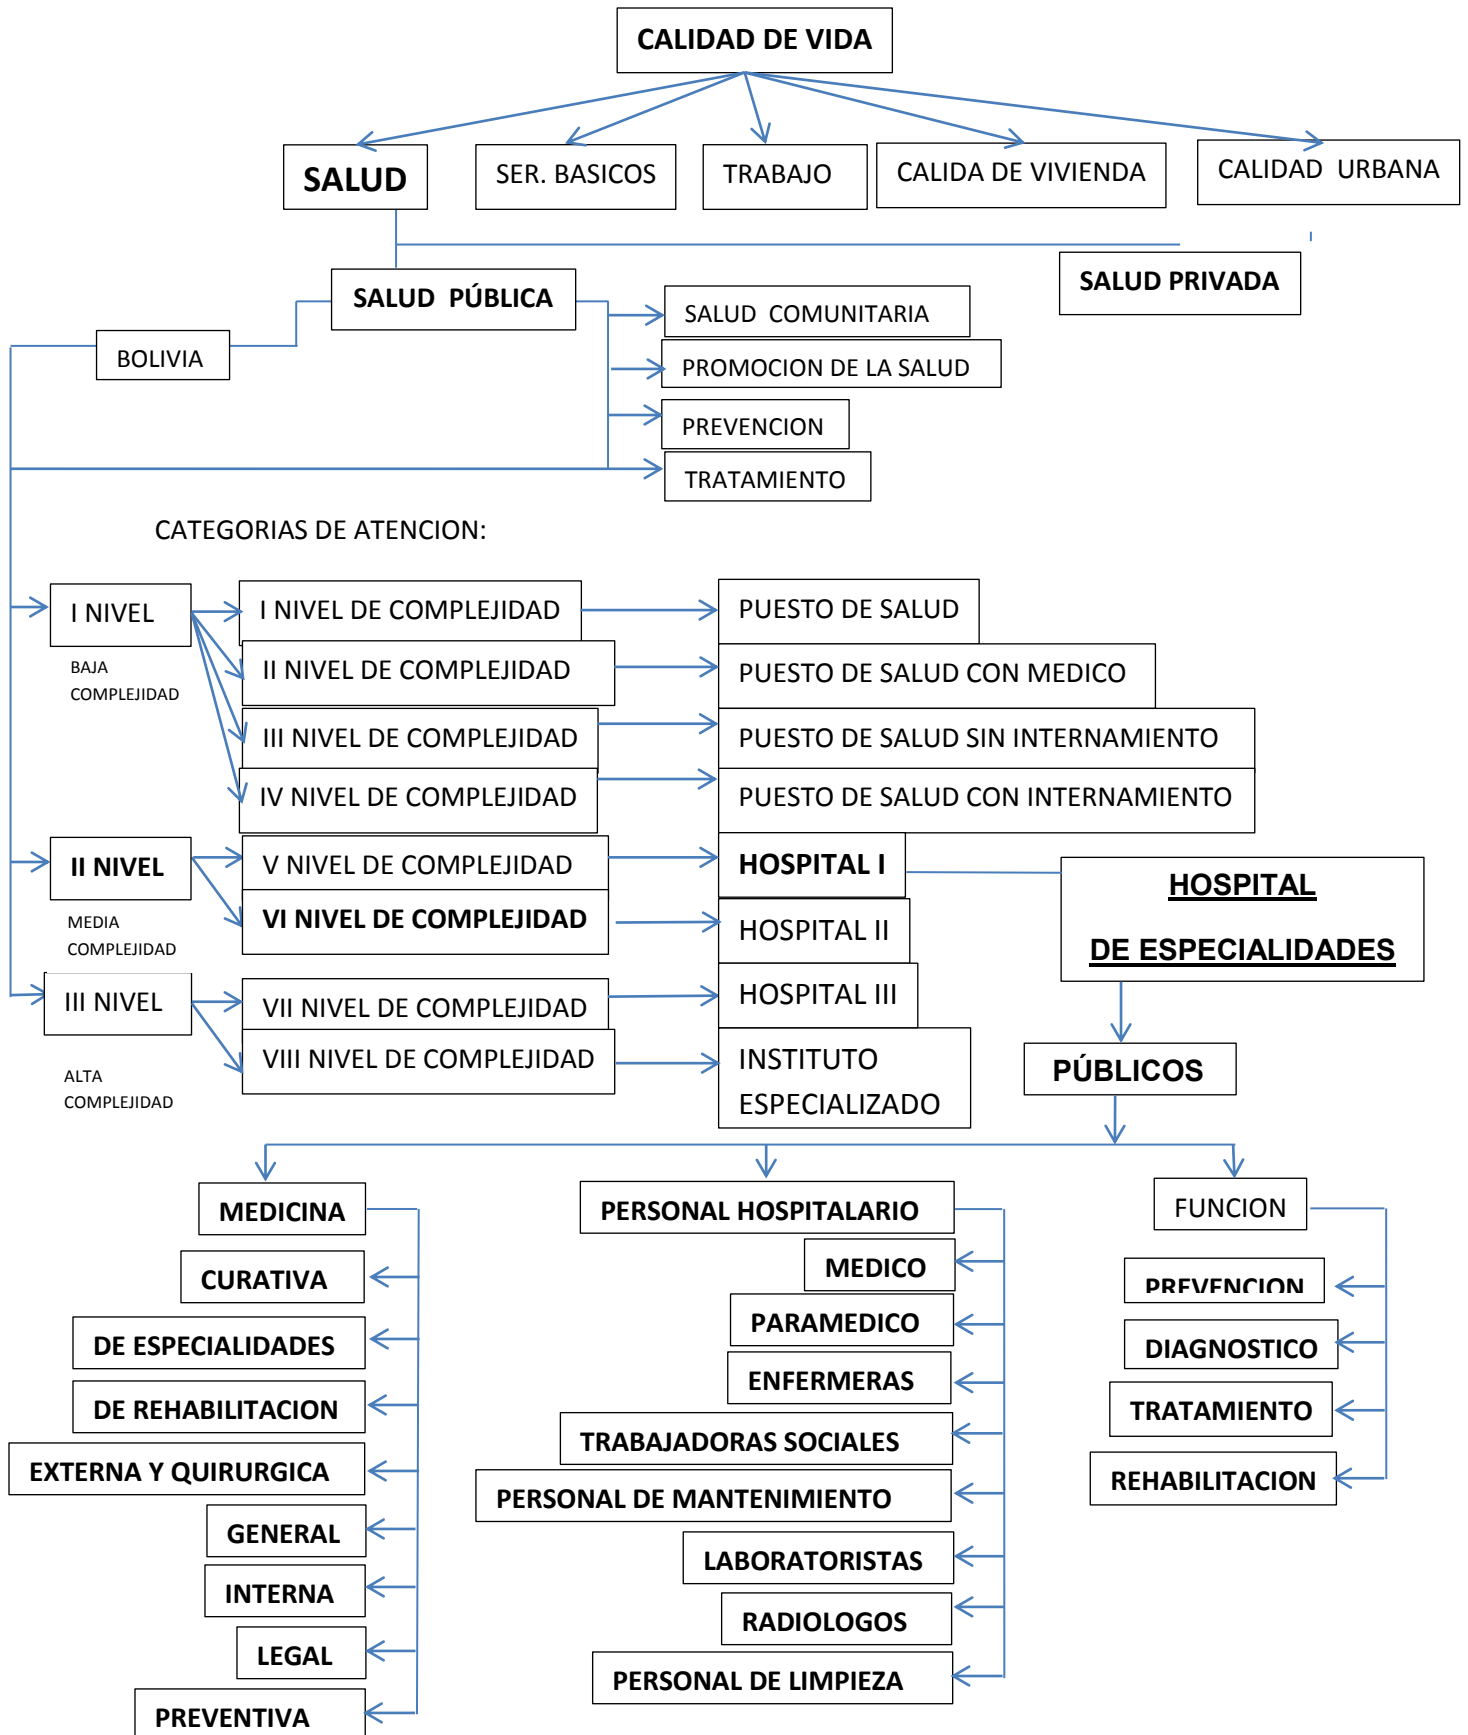 CALIDAD DE VIDA
SALUD
SER. BASICOS
TRABAJO
CALIDA DE VIVIENDA
CALIDAD URBANA
SALUD PÚBLICA
SALUD PRIVADA
SALUD COMUNITARIA
BOLIVIA
PROMOCION DE LA SALUD
PREVENCION
TRATAMIENTO
CATEGORIAS DE ATENCION:
I NIVEL
BAJA
COMPLEJIDAD
I NIVEL DE COMPLEJIDAD
PUESTO DE SALUD
II NIVEL DE COMPLEJIDAD
PUESTO DE SALUD CON MEDICO
III NIVEL DE COMPLEJIDAD
PUESTO DE SALUD SIN INTERNAMIENTO
IV NIVEL DE COMPLEJIDAD
PUESTO DE SALUD CON INTERNAMIENTO
II NIVEL
MEDIA
COMPLEJIDAD
V NIVEL DE COMPLEJIDAD
HOSPITAL I
VI NIVEL DE COMPLEJIDAD
HOSPITAL II
HOSPITAL
DE ESPECIALIDADES
III NIVEL
ALTA
COMPLEJIDAD
VII NIVEL DE COMPLEJIDAD
HOSPITAL III
VIII NIVEL DE COMPLEJIDAD
INSTITUTO
ESPECIALIZADO
PÚBLICOS
MEDICINA
CURATIVA
DE ESPECIALIDADES
DE REHABILITACION
EXTERNA Y QUIRURGICA
GENERAL
INTERNA
LEGAL
PREVENTIVA
PERSONAL HOSPITALARIO
MEDICO
PARAMEDICO
ENFERMERAS
TRABAJADORAS SOCIALES
PERSONAL DE MANTENIMIENTO
LABORATORISTAS
RADIOLOGOS
PERSONAL DE LIMPIEZA
FUNCION
PREVENCION
DIAGNOSTICO
TRATAMIENTO
REHABILITACION